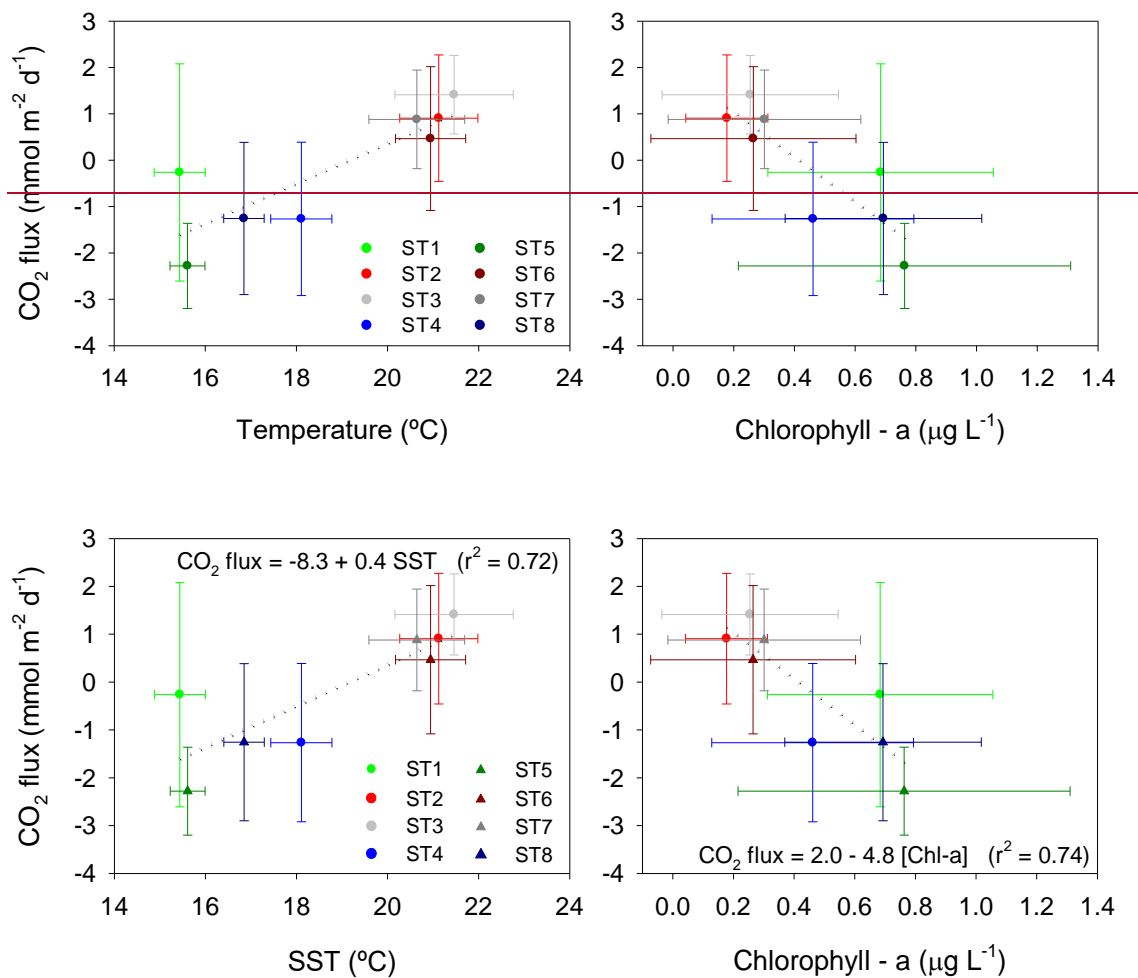 3
2
1
0
-1
-2
-3
-4
CO2 flux (mmol m-2 d-1)
ST1 ST5
ST2 ST6
ST3 ST7
ST4 ST8
14 16 18 20 22 24
Temperature (ºC)
3
2
1
0
-1
-2
-3
-4
0.0 0.2 0.4 0.6 0.8 1.0 1.2 1.4
Chlorophyll - a (μg L-1)
3
2
1
0
-1
-2
-3
-4
CO2 flux (mmol m-2 d-1)
CO2 flux = -8.3 + 0.4 SST (r2 = 0.72)
ST1 ST5
ST2 ST6
ST3 ST7
ST4 ST8
14 16 18 20 22 24
SST (ºC)
3
2
1
0
-1
-2
-3
-4
CO2 flux = 2.0 - 4.8 [Chl-a] (r2 = 0.74)
0.0 0.2 0.4 0.6 0.8 1.0 1.2 1.4
Chlorophyll - a (μg L-1)